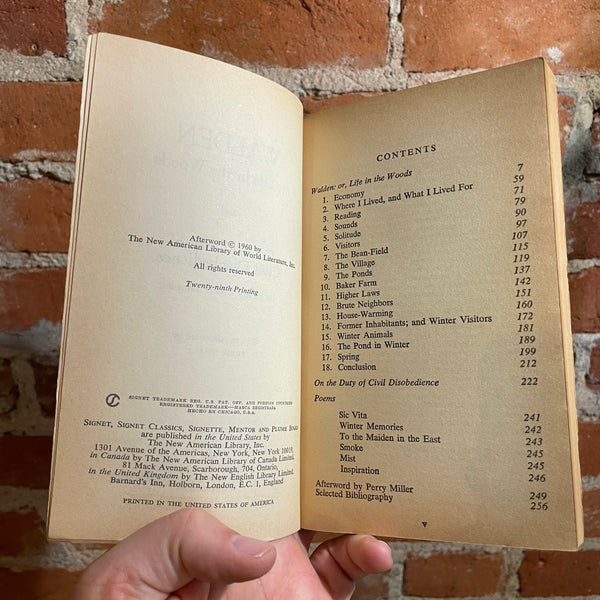 Afterword © 1960 by
The New American Library of World Literature, Inc.
All rights reserved
Twenty-ninth Printing
SIGNET TRADEMARK REG. U.S. PAT. OFF. AND FOREIGN COUNTRIES
REGISTERED TRADEMARK—MARCA REGISTRADA
HECHO EN CHICAGO, U.S.A.
SIGNET, SIGNET CLASSICS, SIGNETTE, MENTOR AND PLUME BOOKS
are published in the United States by
The New American Library, Inc.
1301 Avenue of the Americas, New York, New York 10019,
in Canada by The New American Library of Canada Limited,
81 Mack Avenue, Scarborough, 704, Ontario,
in the United Kingdom by The New English Library Limited,
Barnard's Inn, Holborn, London, E.C. 1, England
PRINTED IN THE UNITED STATES OF AMERICA
CONTENTS
Walden: or, Life in the Woods
1. Economy 7
2. Where I Lived, and What I Lived For 59
3. Reading 71
4. Sounds 79
5. Solitude 90
6. Visitors 97
7. The Bean-Field 107
8. The Village 115
9. The Ponds 119
10. Baker Farm 137
11. Higher Laws 142
12. Brute Neighbors 151
13. House-Warming 160
14. Former Inhabitants; and Winter Visitors 172
15. Winter Animals 181
16. The Pond in Winter 189
17. Spring 199
18. Conclusion 212
On the Duty of Civil Disobedience 222
Poems
Sic Vita 241
Winter Memories 242
To the Maiden in the East 243
Smoke 245
Mist 245
Inspiration 246
Afterword by Perry Miller 249
Selected Bibliography 256
v